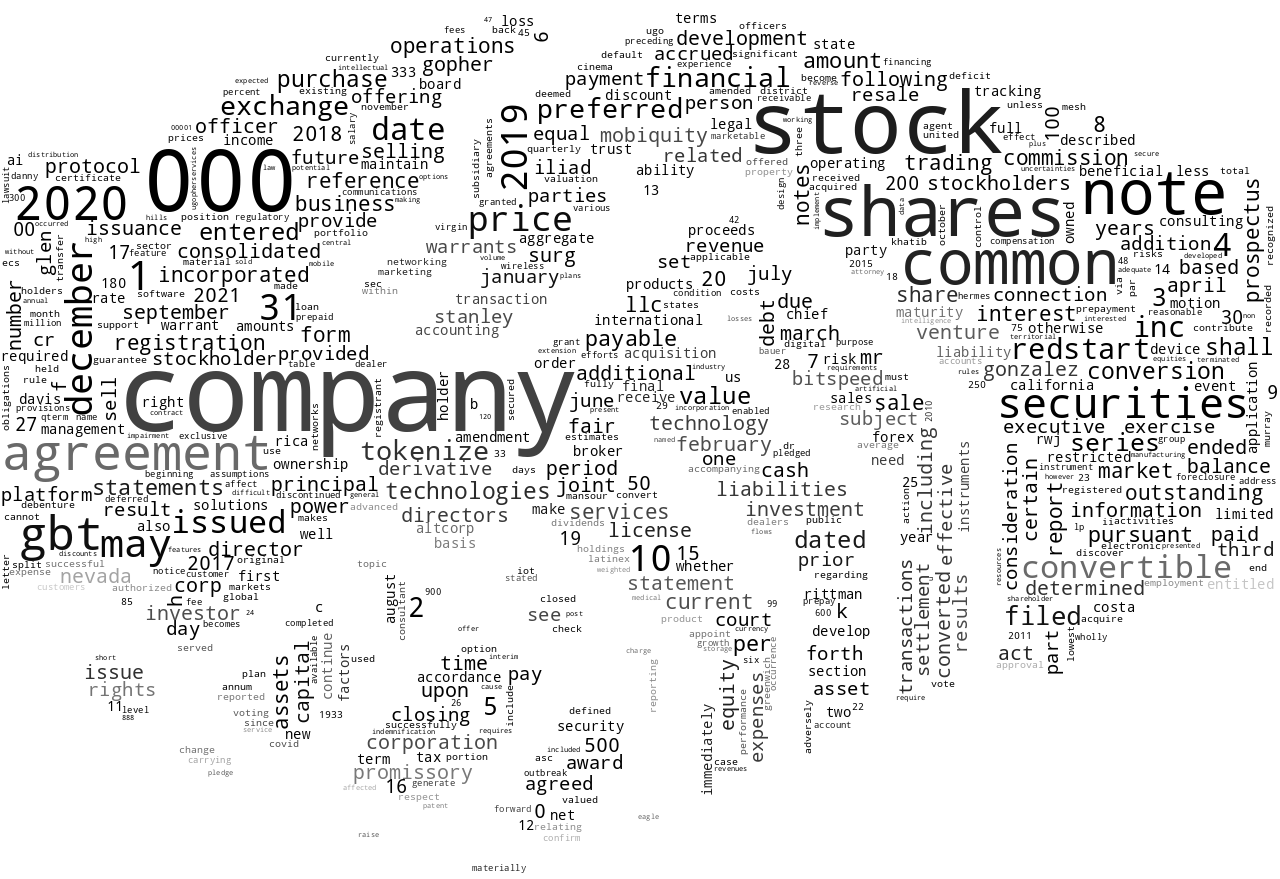 47 loss terms
fees back 45 6 ugo officers
operations preceding development state
currently gopher default accrued significant amount
intellectual 333 cinema experience financing
expected purchase board payment financial become following deficit
percent existing offering deemed discount amended district reverse resale tracking
exchange november preferred person receivable unless mesh
00001 officer 2018 salary date 2019 equal mobiquity legal marketable stock working agent full 100 8
prices income selling agreements quarterly trust related united effect plus described
ai distribution protocol 000 law future maintain subsidiary iliad ability offered three operating trading commission secure
lawsuit danny certificate ugopherservices potential reference options valuation property received uncertainties beneficial less total
300 2020 hills business communications granted parties 13 design notes acquired 200 stockholders note
00 occurred issuance position regulatory provide making price various implement shares data owned years consulting prospectus recognized
glen transfer high entered portfolio virgin aggregate 42 proceeds october control addition 4
without 17 sector consolidated central warrants volume surg revenue party khatib compensation 48 risks developed
ecs feature material sold mobile networking wireless set applicable 2015 common adequate 14 based
number holders december 180 1 incorporated made sec marketing january plans products 20 july attorney 18 via par 3 april
annual software 2021 31 loan within transaction llc condition costs share hermes connection prepayment motion recorded
month rate september prepaid stanley states debt due maturity interest interested reasonable 30 non
million support warrant amounts form accounting international losses chief intelligence venture 75 otherwise inc contribute
cr registration grant payable march territorial device
required guarantee stockholder provided extension efforts acquisition bauer digital purpose liability redstart shall
held table dealer order additional industry 28 7 risk mr accounts gonzalez equities terminated
rule company fully final us bitspeed requirements must rules conversion
obligations davis f sell right registrant holder b secured june receive value artificial 250 california event 9
provisions contract 120 present 29 incorporation enabled sales sale 2010 securities application
27 qterm name networks fair technology research subject executive exercise murray
management impairment exclusive amendment estimates named february dr forex including rwj series group ended
agreement use rica tokenize 33 broker one pledged average restricted manufacturing
beginning assumptions ownership derivative days period accompanying cash need instrument market balance
platform statements affect principal technologies mansour convert joint 50 liabilities 25 instruments however 23 foreclosure address
debenture deferred difficult discontinued general make services investment action effective consideration certain registered outstanding
cannot result solutions power advanced directors dividends license dealers public report information limited
gbt may also issued makes altcorp 19 flows year lp iiactivities
discounts features well basis holdings 10 15 dated pursuant paid
letter split successful director latinex whether prior discover electronic presented third
expense nevada 2017 original topic iot weighted statement regarding resources convertible end
customers authorized notice customer first stated medical rittman determined employment entitled
corp markets august 900 closed current 99 prepay transactions settlement converted results shareholder
85 h fee global consultant 2 see post product 600 k filed costa
investor 24 c check court currency acquire
day becomes completed offer appoint develop 2011
served continue growth per forth act part lowest wholly
short available option charge storage six section approval
issue plan assets capital factors used time interim reporting equity greenwich occurrence asset vote
rights annum accordance pay require
reported upon cause performance expenses
11 level voting 1933 26 5 include defined two 22
888 since closing security adversely account
service new successfully requires immediately
change covid indemnification corporation included 500
carrying term tax portion asc award case
pledge promissory outbreak revenues
affected 16 generate agreed
respect valued
patent forward 0 net eagle
12 relating
raise confirm
materially